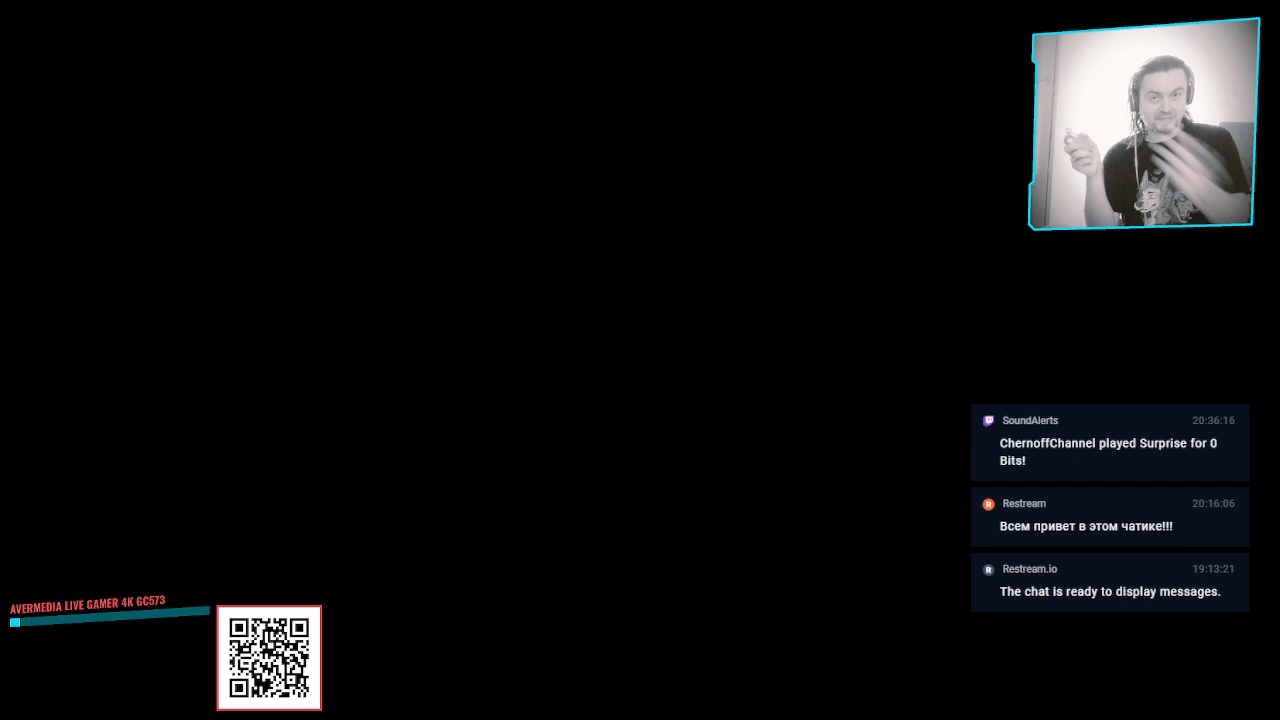 SoundAlerts 20:36:16
ChernoffChannel played Surprise for 0
Bits!
Restream 20:16:06
Всем привет в этом чатике!!!
Restream.io 19:13:21
The chat is ready to display messages.
AVERMEDIA LIVE GAMER 4K GC573